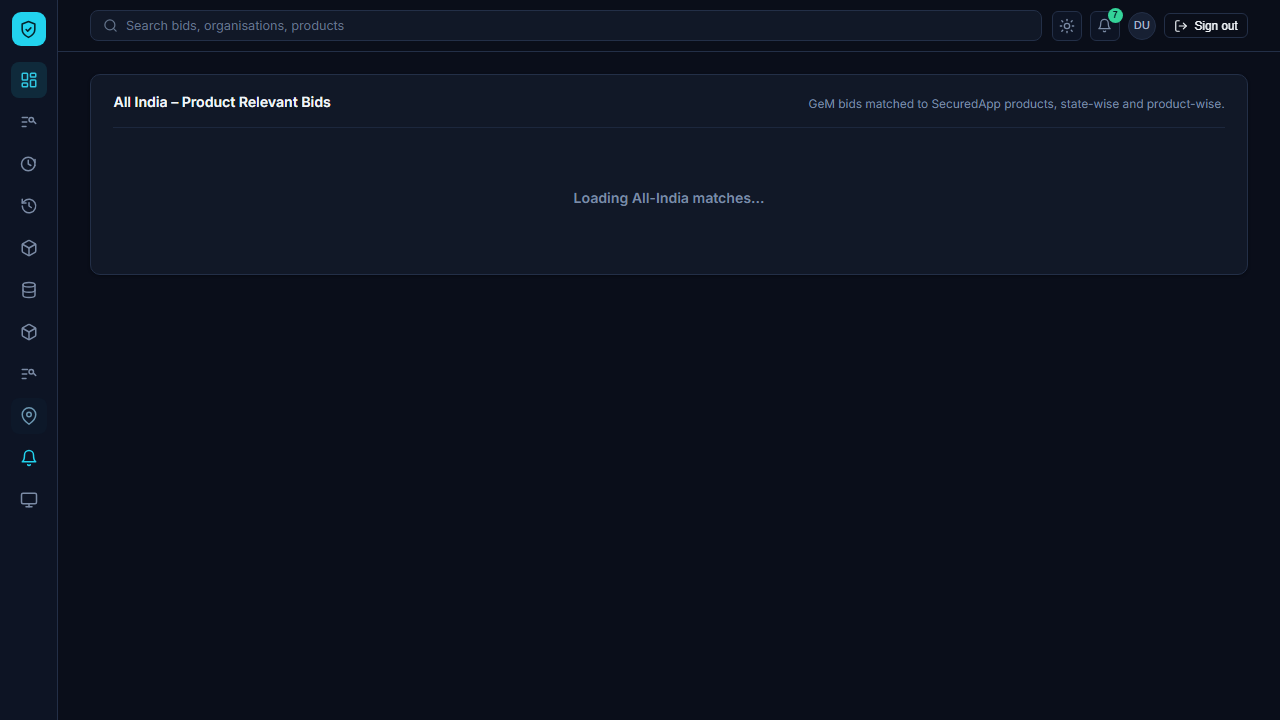 Search bids, organisations, products
7
DU
Sign out
All India – Product Relevant Bids
GeM bids matched to SecuredApp products, state-wise and product-wise.
Loading All-India matches...